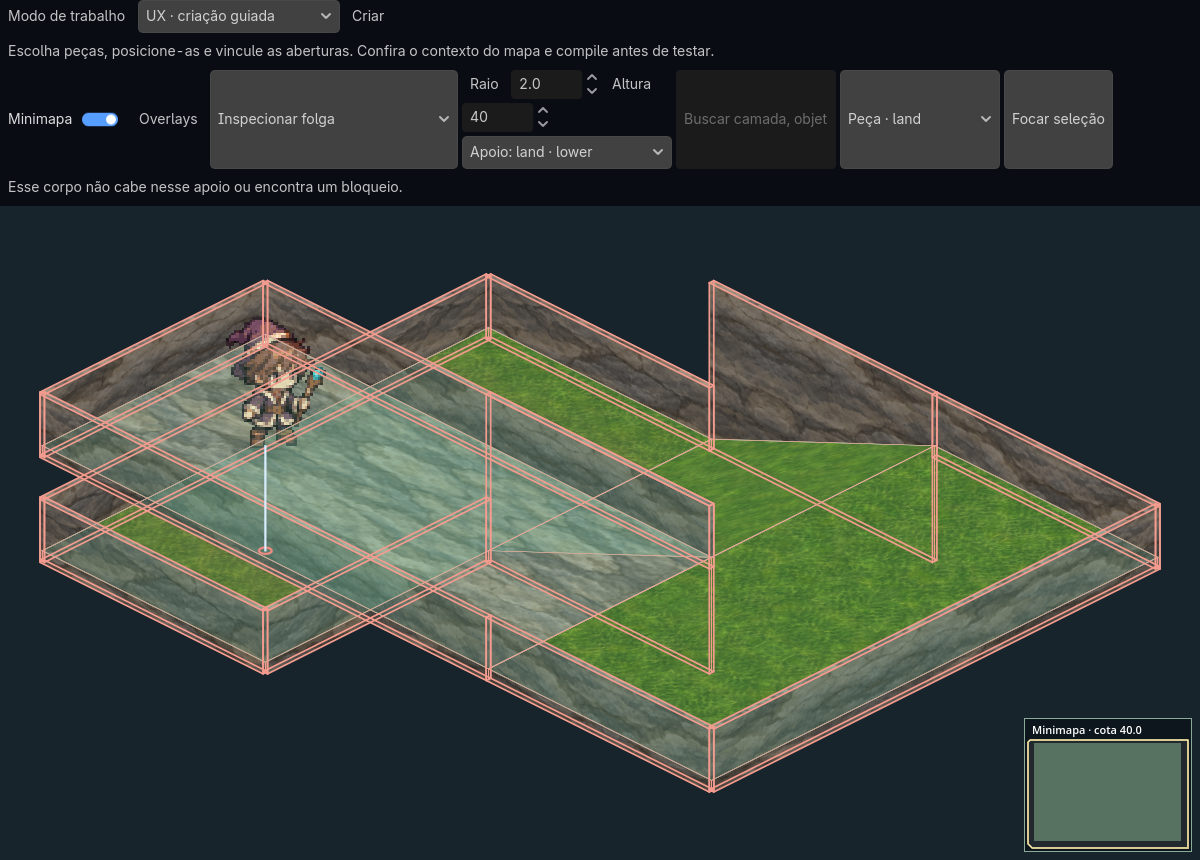 Modo de trabalho UX · criação guiada Criar
Escolha peças, posicione-as e vincule as aberturas. Confira o contexto do mapa e compile antes de testar.
Minimapa Overlays Inspecionar folga
Raio 2.0 Altura
40
Apoio: land · lower
Buscar camada, objet
Peça · land
Focar seleção
Esse corpo não cabe nesse apoio ou encontra um bloqueio.
Minimapa · cota 40.0